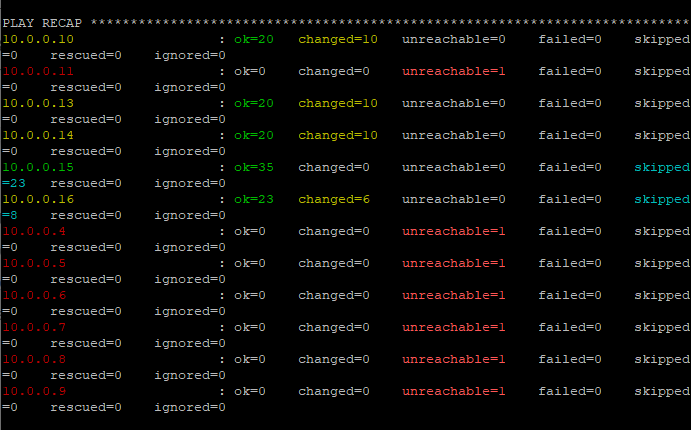 PLAY RECAP ***************************************************************************
10.0.0.10 : ok=20 changed=10 unreachable=0 failed=0 skipped
=0 rescued=0 ignored=0
10.0.0.11 : ok=0 changed=0 unreachable=1 failed=0 skipped
=0 rescued=0 ignored=0
10.0.0.13 : ok=20 changed=10 unreachable=0 failed=0 skipped
=0 rescued=0 ignored=0
10.0.0.14 : ok=20 changed=10 unreachable=0 failed=0 skipped
=0 rescued=0 ignored=0
10.0.0.15 : ok=35 changed=0 unreachable=0 failed=0 skipped
=23 rescued=0 ignored=0
10.0.0.16 : ok=23 changed=6 unreachable=0 failed=0 skipped
=8 rescued=0 ignored=0
10.0.0.4 : ok=0 changed=0 unreachable=1 failed=0 skipped
=0 rescued=0 ignored=0
10.0.0.5 : ok=0 changed=0 unreachable=1 failed=0 skipped
=0 rescued=0 ignored=0
10.0.0.6 : ok=0 changed=0 unreachable=1 failed=0 skipped
=0 rescued=0 ignored=0
10.0.0.7 : ok=0 changed=0 unreachable=1 failed=0 skipped
=0 rescued=0 ignored=0
10.0.0.8 : ok=0 changed=0 unreachable=1 failed=0 skipped
=0 rescued=0 ignored=0
10.0.0.9 : ok=0 changed=0 unreachable=1 failed=0 skipped
=0 rescued=0 ignored=0